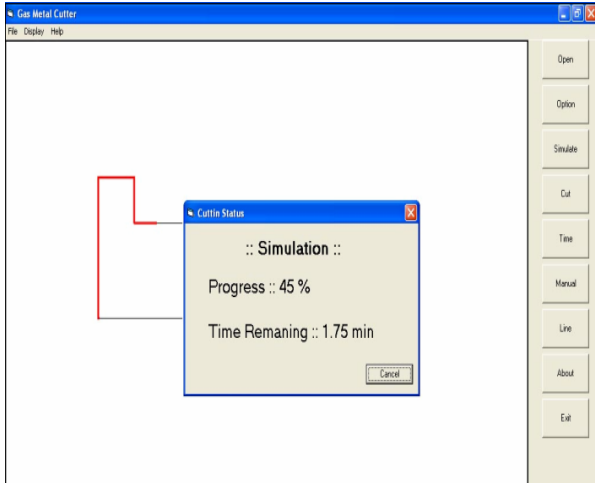 Gas Metal Cutter
File Display Help
Open
Option
Simulate
Cut
Time
Manual
Line
About
Exit
Cuttin Status
:: Simulation ::
Progress :: 45 %
Time Remaning :: 1.75 min
Cancel